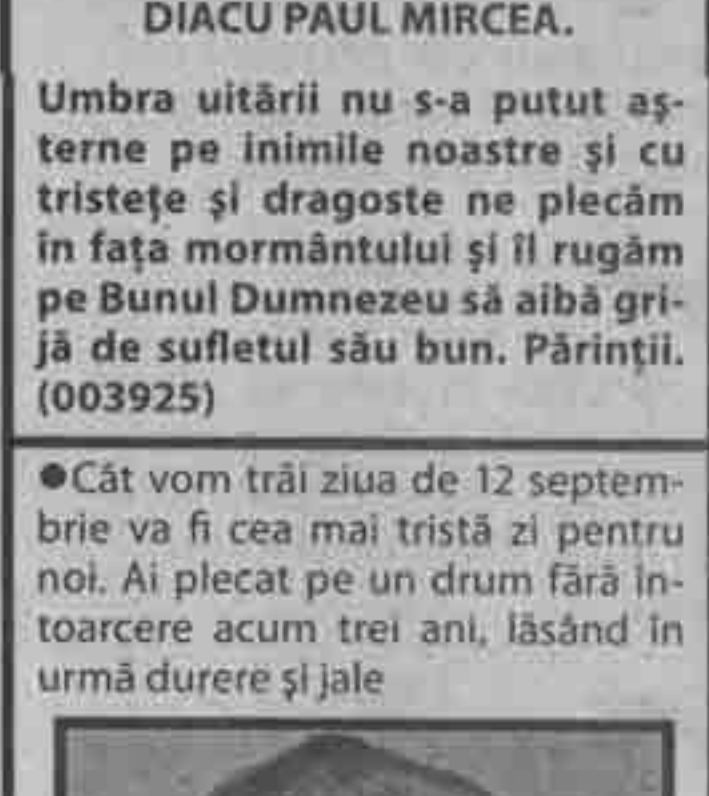 DIACU PAUL MIRCEA.
Umbra uitării nu s-a putut aş-
terne pe inimile noastre şi cu
tristeţe şi dragoste ne plecăm
în faţa mormântului şi îl rugăm
pe Bunul Dumnezeu să aibă gri-
jă de sufletul său bun. Părinţii.
(003925)
●Cât vom trăi ziua de 12 septem-
brie va fi cea mai tristă zi pentru
noi. Ai plecat pe un drum fără în-
toarcere acum trei ani, lăsând în
urmă durere şi jale